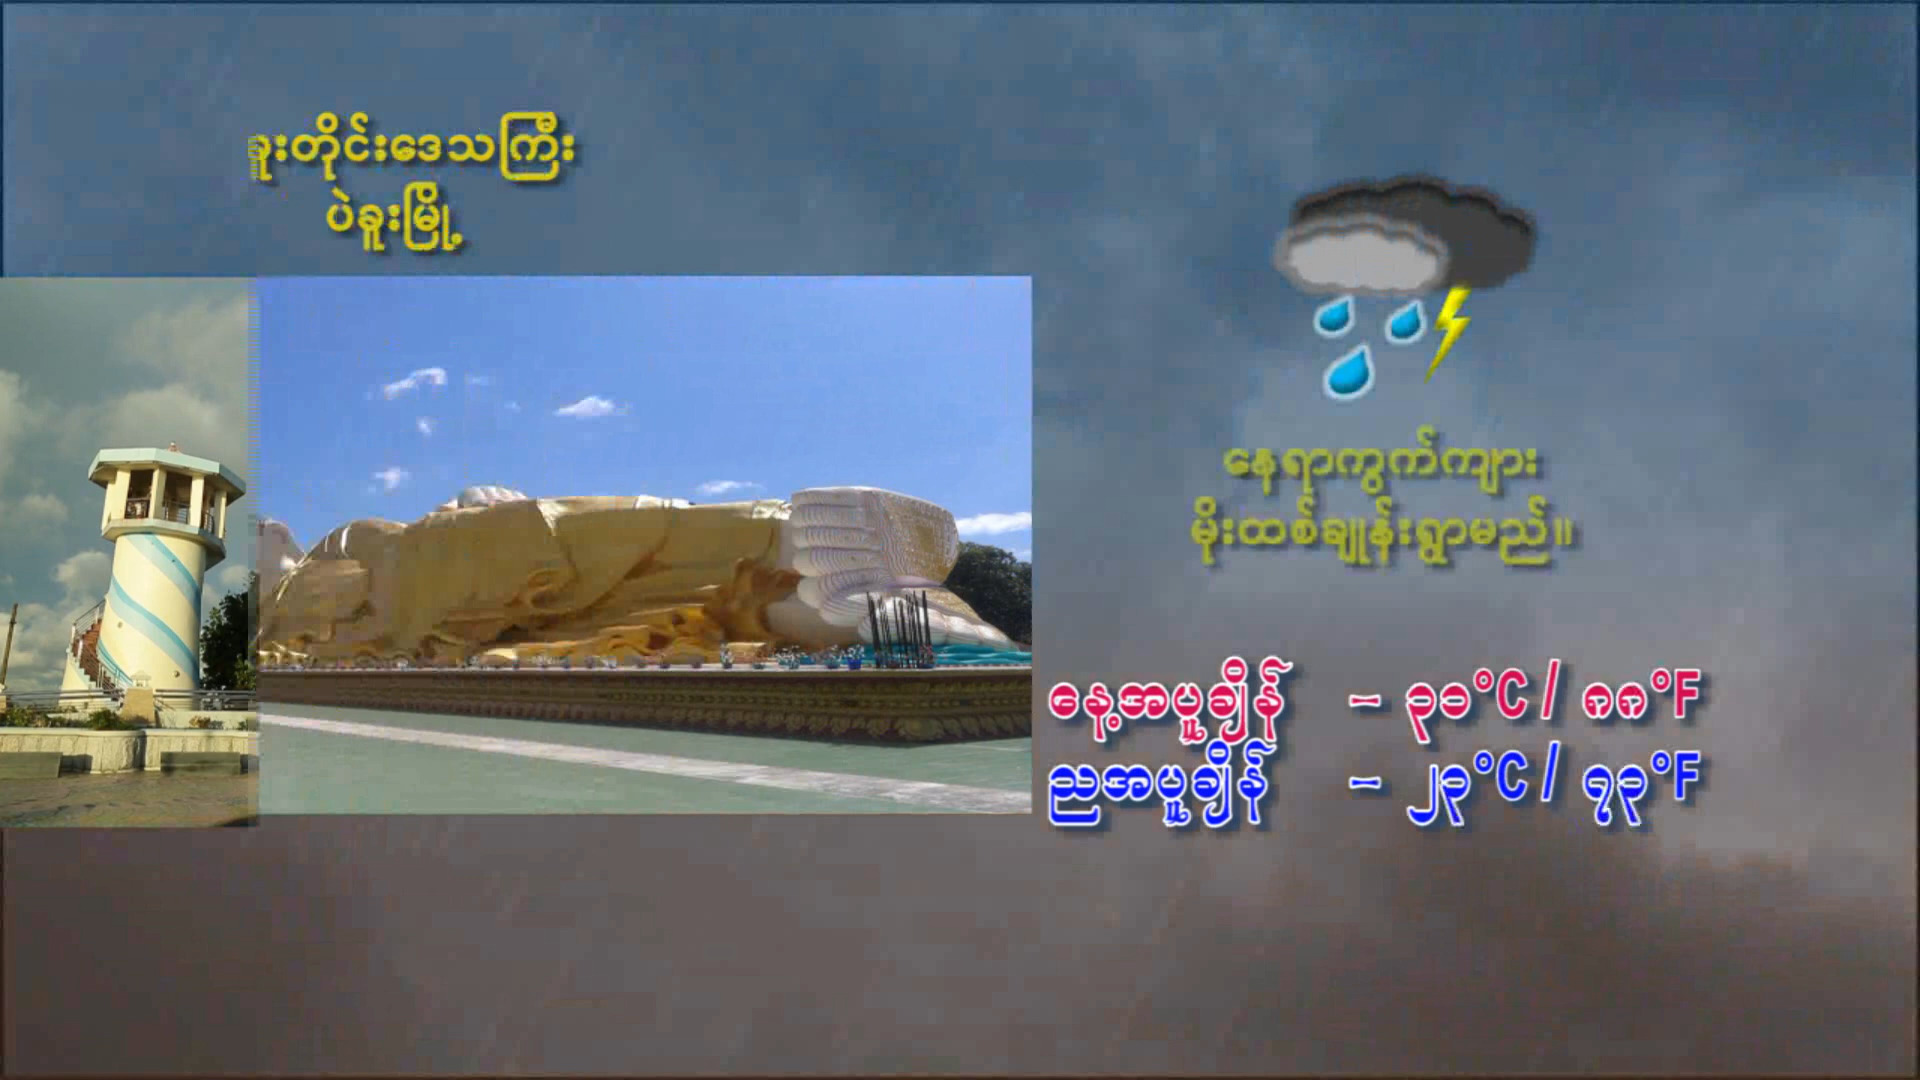 ခူးတိုင်းဒေသကြီး
ပဲခူးမြို့
နေရာကွက်ကျား
မိုးထစ်ချုန်းရွာမည်။
နေ့အပူချိန် - ၃၁°C / ၈၈°F
ညအပူချိန် - ၂၃°C / ၇၃°F